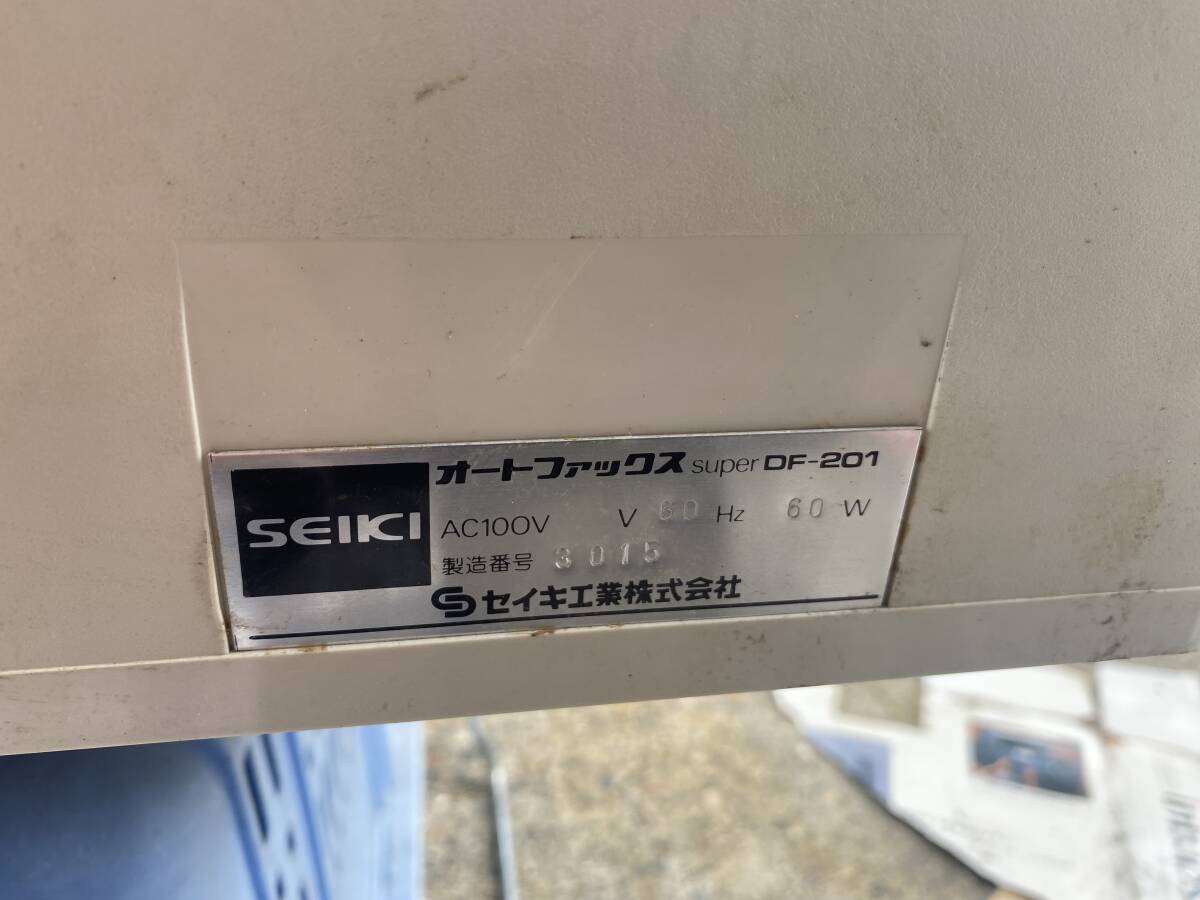 SEIKI
オートファックス super DF-201
AC100V V 60 Hz 60 W
製造番号 3015
セイキ工業株式会社